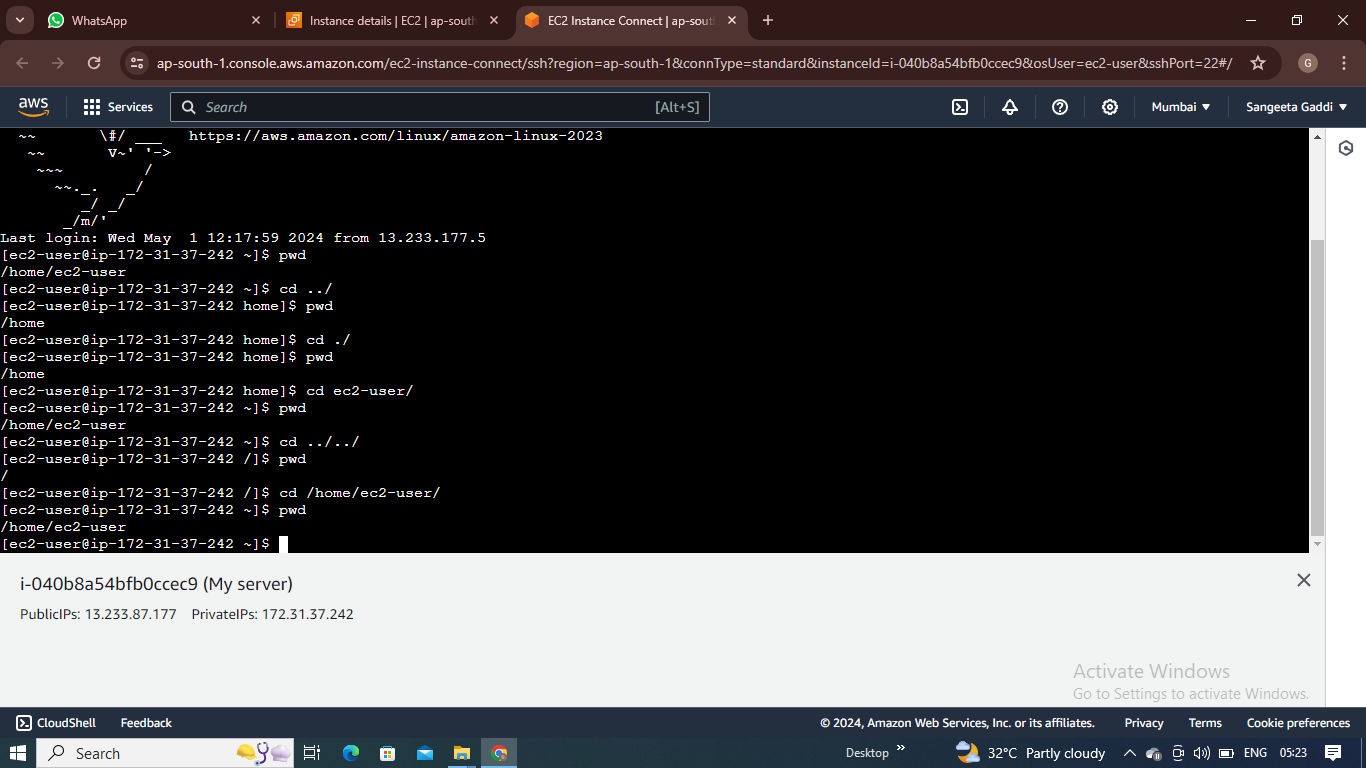 WhatsApp
Instance details | EC2 | ap-south
EC2 Instance Connect | ap-sout
ap-south-1.console.aws.amazon.com/ec2-instance-connect/ssh?region=ap-south-1&connType=standard&instanceId=i-040b8a54bfb0ccec9&osUser=ec2-user&sshPort=22#/
G
aws
Services
Search
[Alt+S]
Mumbai ▼
Sangeeta Gaddi ▼
  ~~       \#/ ___   https://aws.amazon.com/linux/amazon-linux-2023
   ~~       V~' '->
    ~~~         /
      ~~._.   _/
         _/ _/
       _/m/'
Last login: Wed May  1 12:17:59 2024 from 13.233.177.5
[ec2-user@ip-172-31-37-242 ~]$ pwd
/home/ec2-user
[ec2-user@ip-172-31-37-242 ~]$ cd ../
[ec2-user@ip-172-31-37-242 home]$ pwd
/home
[ec2-user@ip-172-31-37-242 home]$ cd ./
[ec2-user@ip-172-31-37-242 home]$ pwd
/home
[ec2-user@ip-172-31-37-242 home]$ cd ec2-user/
[ec2-user@ip-172-31-37-242 ~]$ pwd
/home/ec2-user
[ec2-user@ip-172-31-37-242 ~]$ cd ../../
[ec2-user@ip-172-31-37-242 /]$ pwd
/
[ec2-user@ip-172-31-37-242 /]$ cd /home/ec2-user/
[ec2-user@ip-172-31-37-242 ~]$ pwd
/home/ec2-user
[ec2-user@ip-172-31-37-242 ~]$
i-040b8a54bfb0ccec9 (My server)
PublicIPs: 13.233.87.177 PrivateIPs: 172.31.37.242
Activate Windows
Go to Settings to activate Windows.
CloudShell
Feedback
© 2024, Amazon Web Services, Inc. or its affiliates.
Privacy
Terms
Cookie preferences
Search
Desktop
32°C Partly cloudy
ENG
05:23